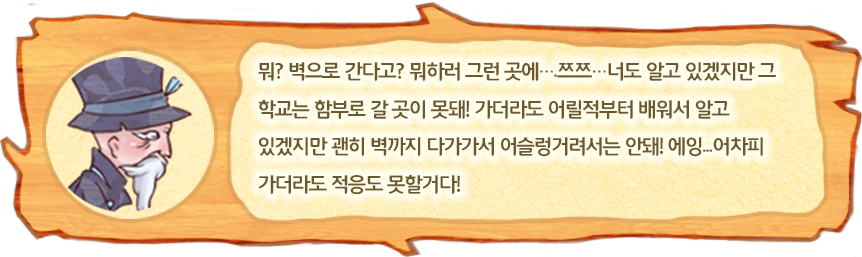 뭐? 벽으로 간다고? 뭐하러 그런 곳에….쯔쯔…너도 알고 있겠지만 그
학교는 함부로 갈 곳이 못돼! 가더라도 어릴적부터 배워서 알고
있겠지만 괜히 벽까지 다가가서 어슬렁거려서는 안돼! 에잉...어차피
가더라도 적응도 못할거다!